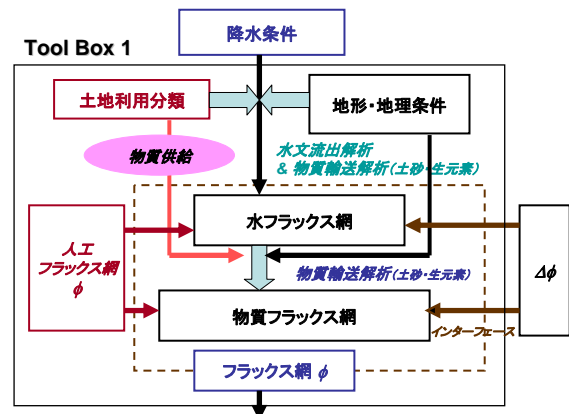 降水条件
Tool Box 1
土地利用分類
地形・地理条件
物質供給
水文流出解析
& 物質輸送解析(土砂・生元素)
水フラックス網
人工
フラックス網
φ
物質輸送解析(土砂・生元素)
Δφ
物質フラックス網
インターフェース
フラックス網 φ